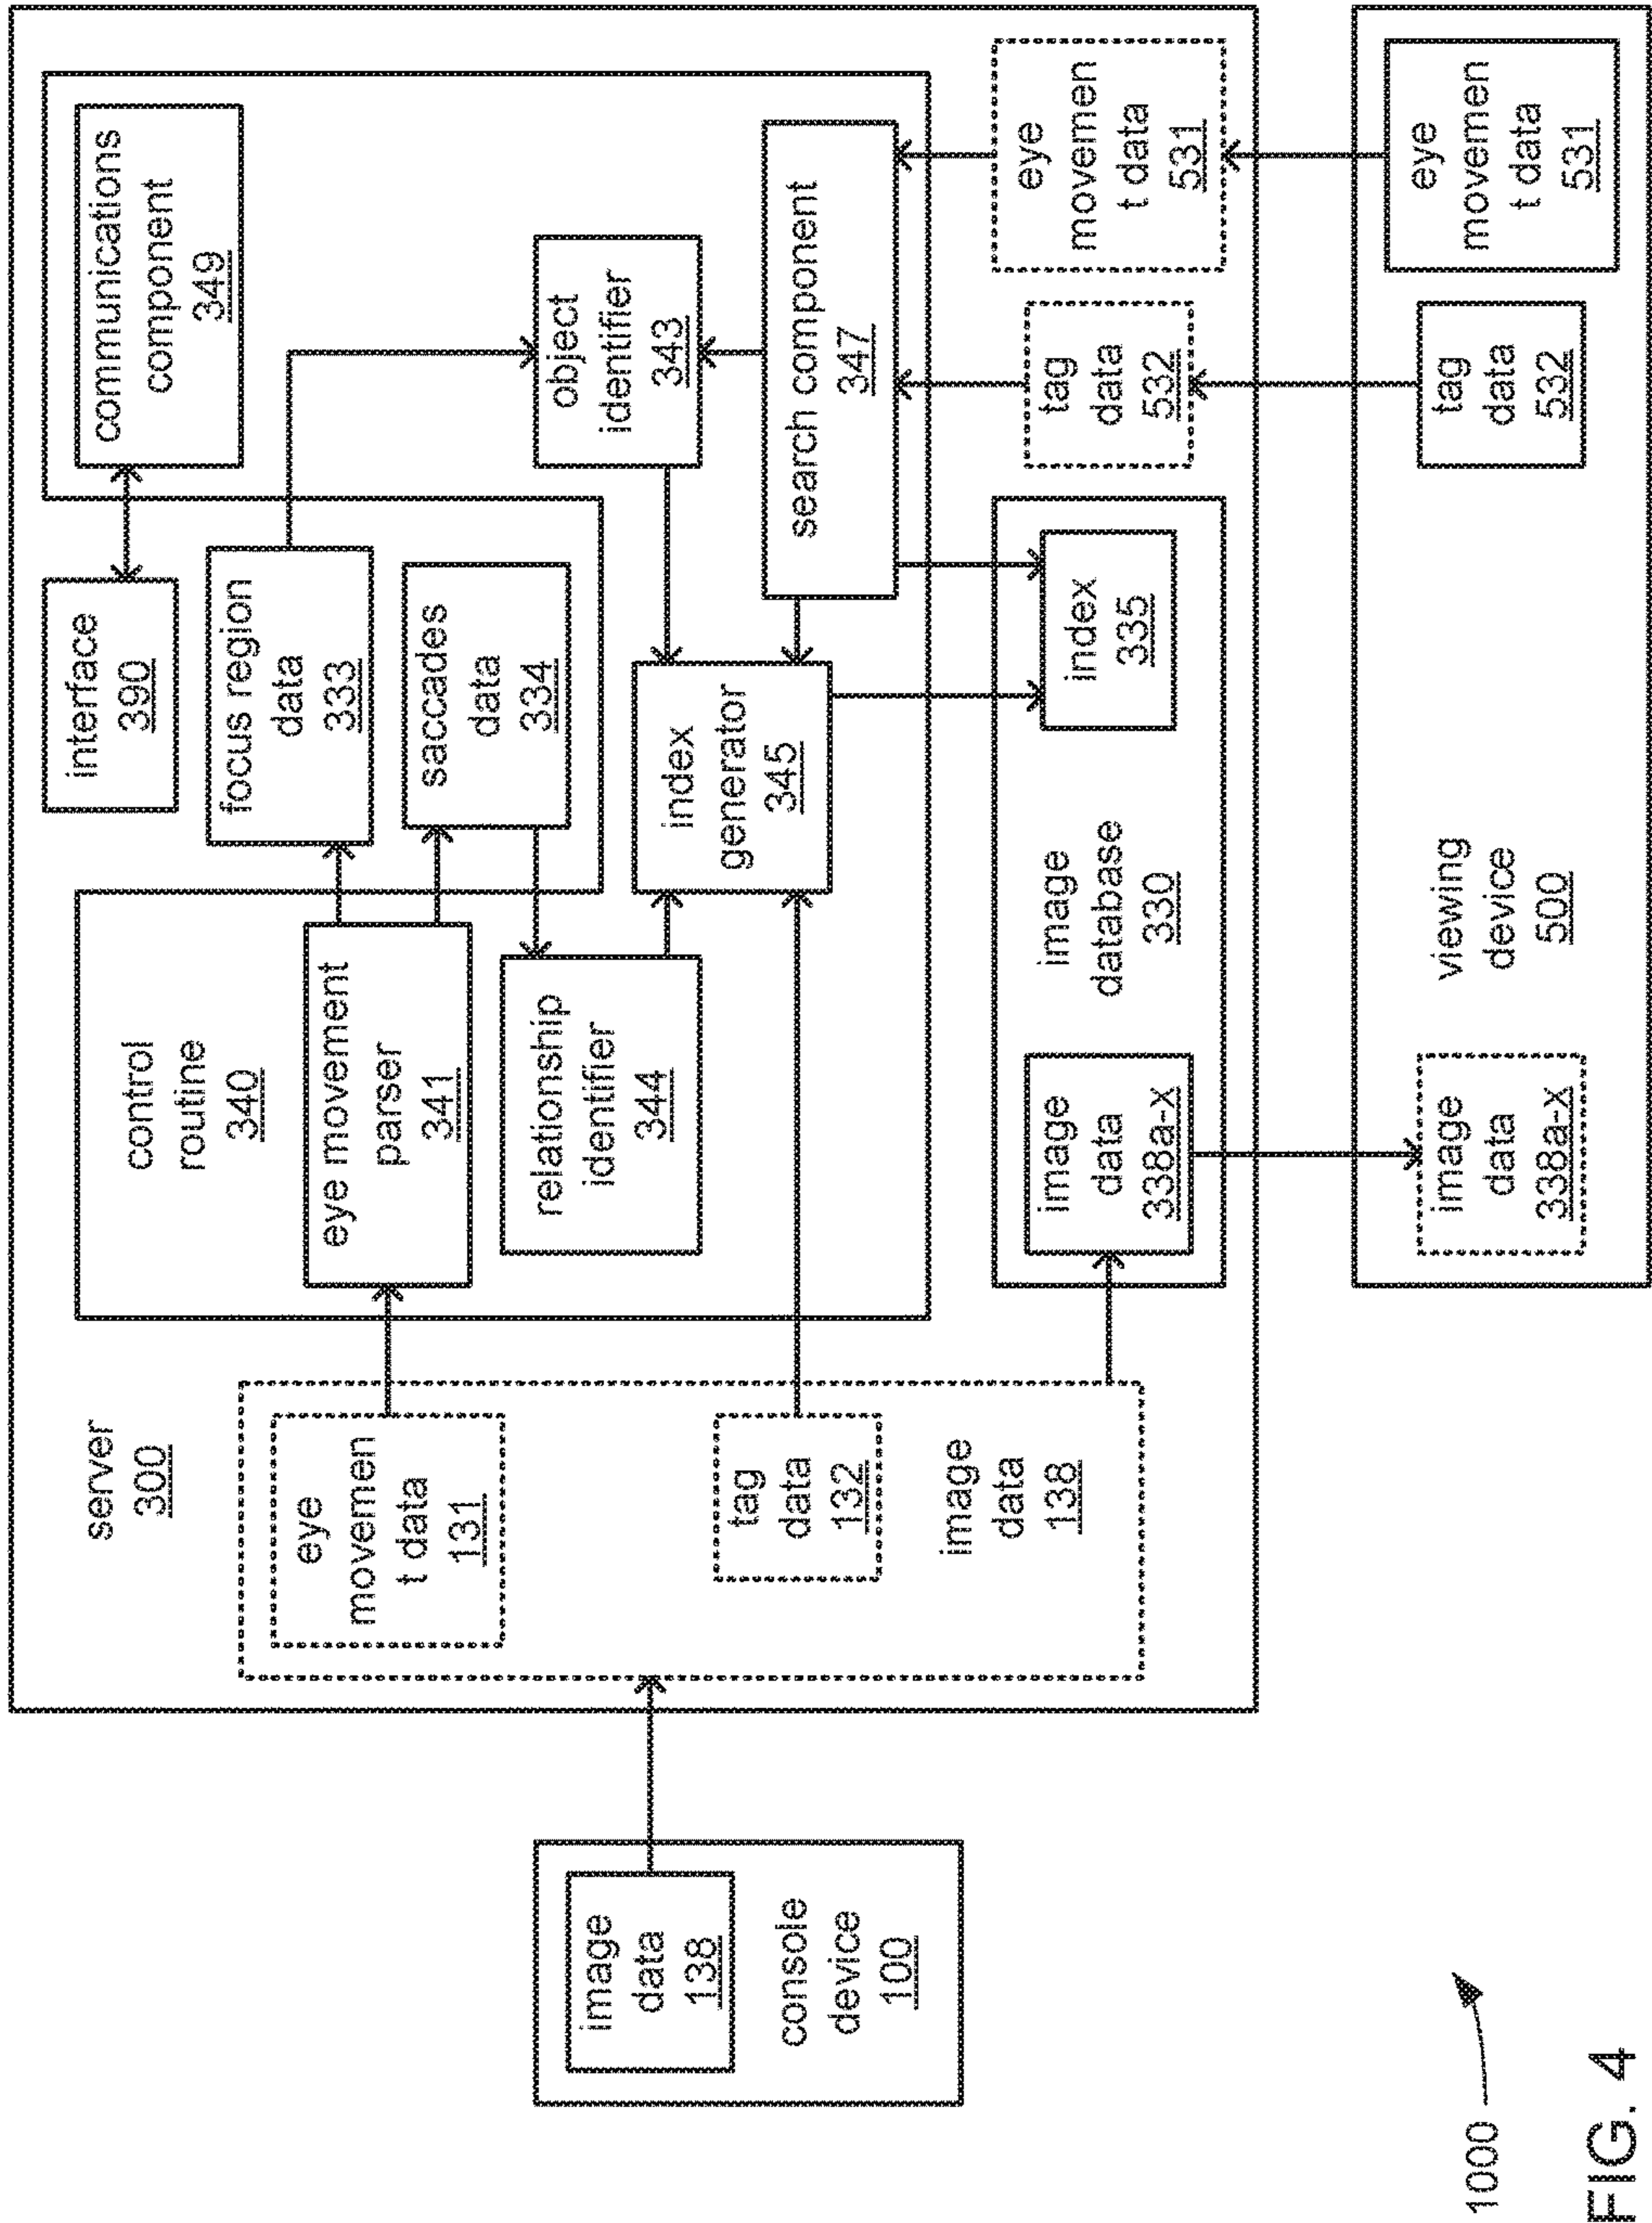 server
300
eye
movemen
t data
131
tag
data
132
image
data
138
control
routine
340
eye movement
parser
341
relationship
identifier
344
interface
390
focus region
data
333
saccades
data
334
index
generator
345
communications
component
349
object
identifier
343
search component
347
image
data
338a-x
image
database
330
index
335
tag
data
532
eye
movemen
t data
531
image
data
138
console
device
100
image
data
338a-x
viewing
device
500
tag
data
532
eye
movemen
t data
531
1000
FIG. 4